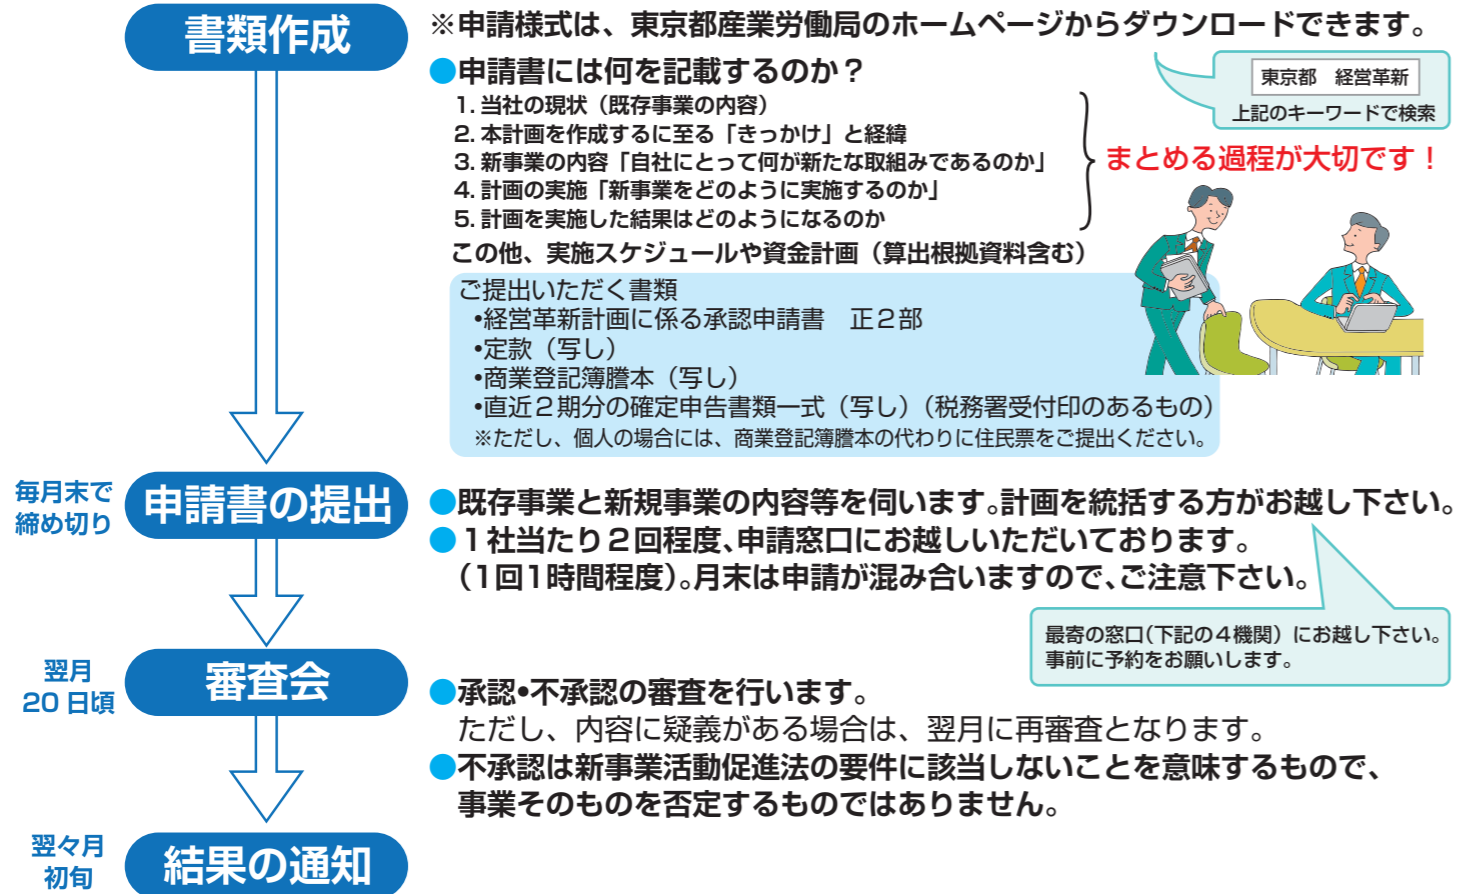 書類作成
※申請様式は、東京都産業労働局のホームページからダウンロードできます。
東京都　経営革新
上記のキーワードで検索
●申請書には何を記載するのか？
1. 当社の現状（既存事業の内容）
2. 本計画を作成するに至る「きっかけ」と経緯
3. 新事業の内容「自社にとって何が新たな取組みであるのか」
4. 計画の実施「新事業をどのように実施するのか」
5. 計画を実施した結果はどのようになるのか
まとめる過程が大切です！
この他、実施スケジュールや資金計画（算出根拠資料含む）
ご提出いただく書類
•経営革新計画に係る承認申請書　正２部
•定款（写し）
•商業登記簿謄本（写し）
•直近２期分の確定申告書類一式（写し）（税務署受付印のあるもの）
※ただし、個人の場合には、商業登記簿謄本の代わりに住民票をご提出ください。
毎月末で
締め切り
申請書の提出
●既存事業と新規事業の内容等を伺います。計画を統括する方がお越し下さい。
●１社当たり２回程度、申請窓口にお越しいただいております。
（1回1時間程度）。月末は申請が混み合いますので、ご注意下さい。
最寄の窓口（下記の４機関）にお越し下さい。
事前に予約をお願いします。
翌月
20 日頃
審査会
●承認•不承認の審査を行います。
ただし、内容に疑義がある場合は、翌月に再審査となります。
●不承認は新事業活動促進法の要件に該当しないことを意味するもので、
事業そのものを否定するものではありません。
翌々月
初旬
結果の通知